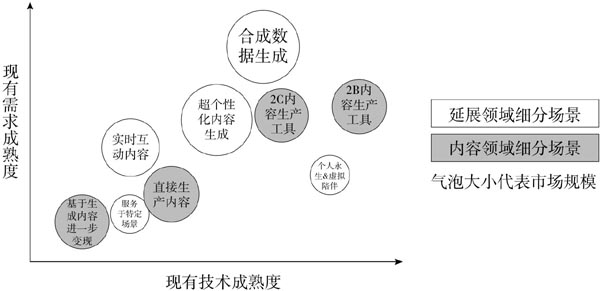 现有需求成熟度
合成数
据生成
超个性
化内容
生成
2C内
容生产
工具
2B内
容生产
工具
实时互
动内容
直接生
产内容
个人永
生&虚拟
陪伴
基于生
成内容
进一步
变现
服务
于特定
场景
现有技术成熟度
延展领域细分场景
内容领域细分场景
气泡大小代表市场规模